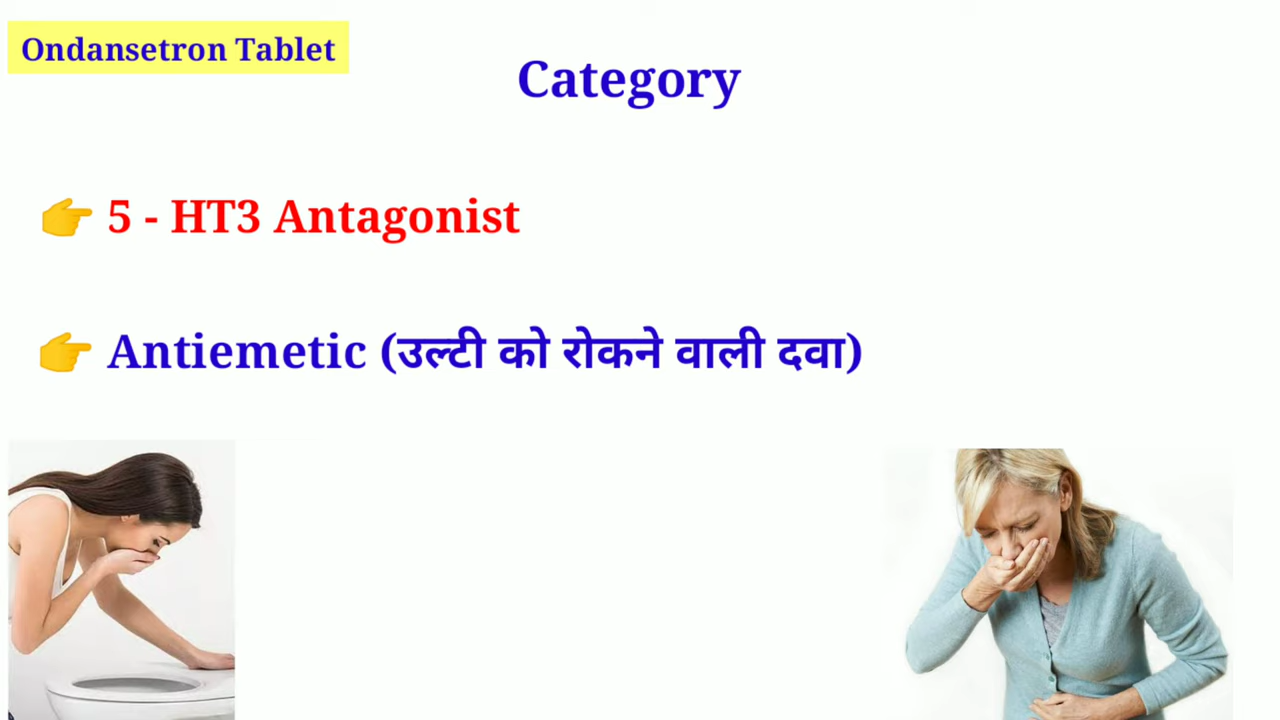 Ondansetron Tablet
Category
👉 5 - HT3 Antagonist
👉 Antiemetic (उल्टी को रोकने वाली दवा)